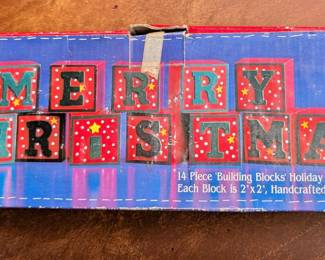 MERRY
RISTMA
14 Piece 'Building Blocks' Holiday
Each Block is 2"x2", Handcrafted